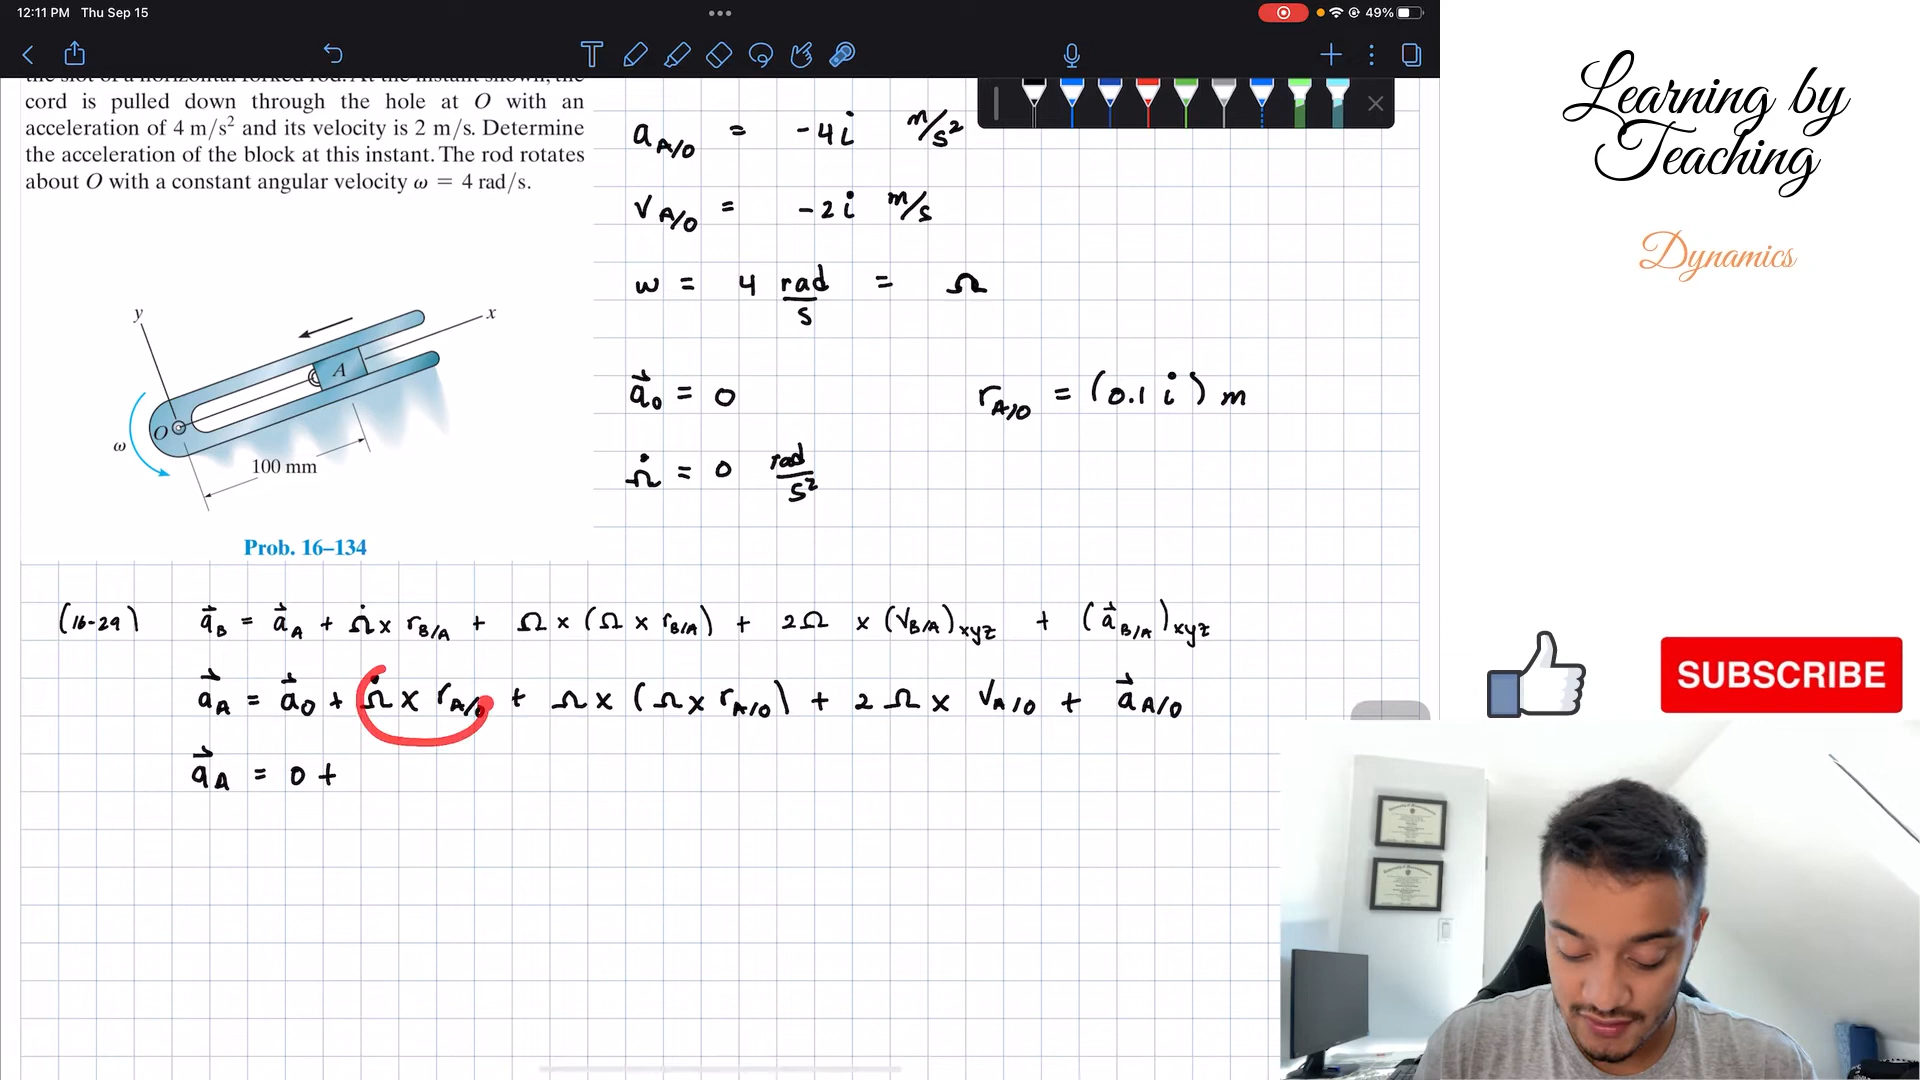 12:11 PM Thu Sep 15
49%
cord is pulled down through the hole at O with an
acceleration of 4 m/s² and its velocity is 2 m/s. Determine
the acceleration of the block at this instant. The rod rotates
about O with a constant angular velocity ω = 4 rad/s.
y
x
A
O
ω
100 mm
Prob. 16–134
a A/O = -4i m/s²
v A/O = -2i m/s
ω = 4 rad/s = Ω
a⃗o = 0
r A/O = (0.1 i) m
Ω̇ = 0 rad/s²
(16-29) a⃗B = a⃗A + Ω̇ x r B/A + Ω x (Ω x r B/A) + 2Ω x (V B/A) xyz + (a⃗ B/A) xyz
a⃗A = a⃗O + Ω̇ x r A/O + Ω x (Ω x r A/O) + 2 Ω x V A/O + a⃗ A/O
a⃗A = 0 +
Learning by
Teaching
Dynamics
SUBSCRIBE